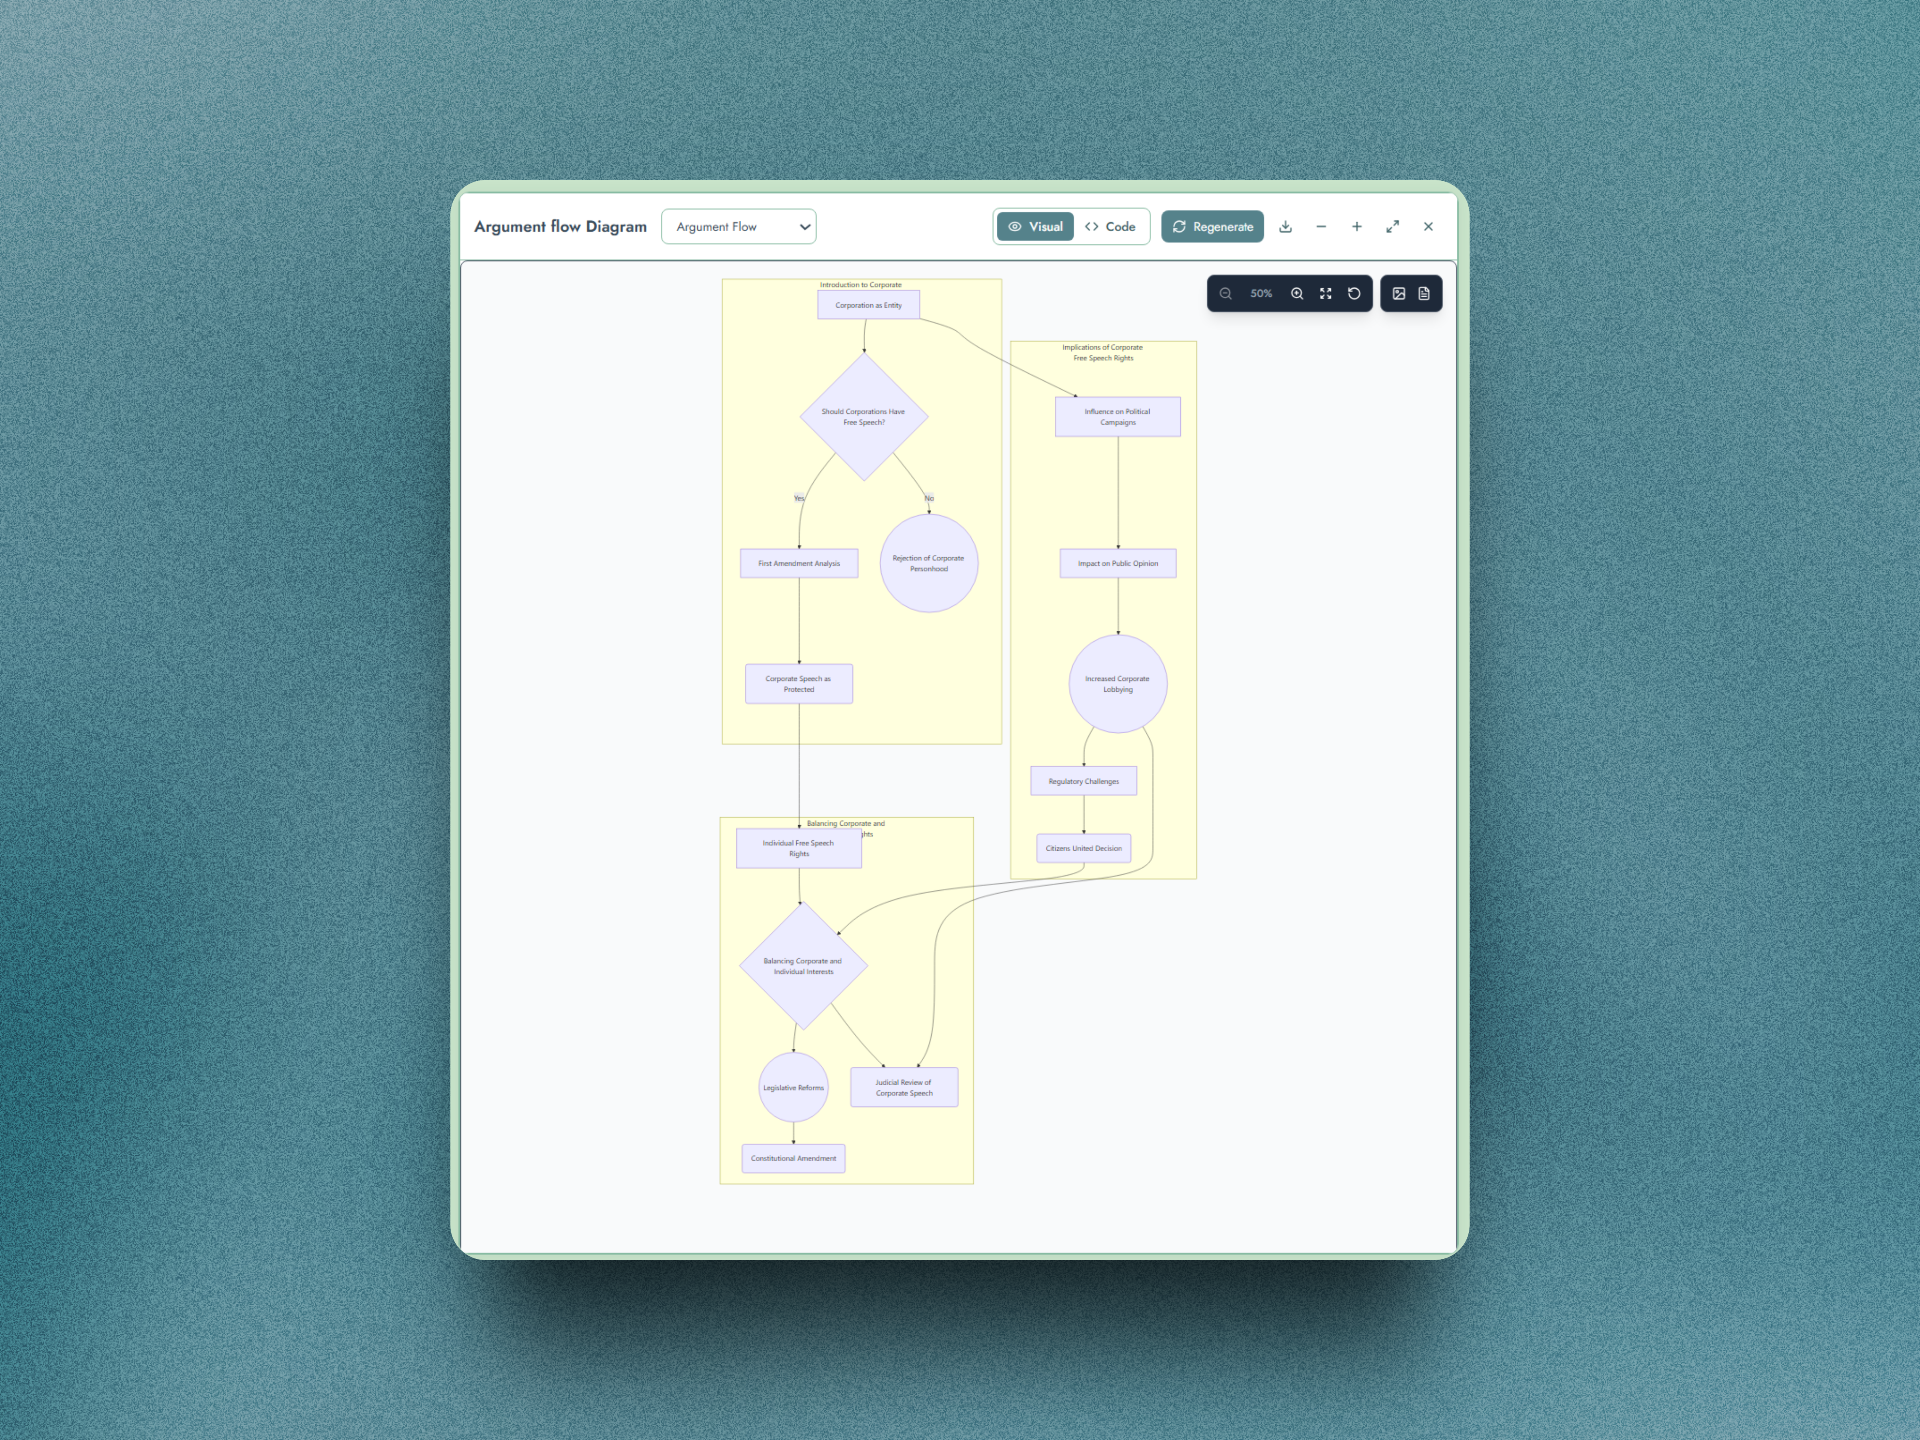 Argument flow Diagram
Argument Flow
Visual
Code
Regenerate
50%
Introduction to Corporate
Corporation as Entity
Should Corporations Have
Free Speech?
Yes
No
First Amendment Analysis
Rejection of Corporate
Personhood
Corporate Speech as
Protected
Implications of Corporate
Free Speech Rights
Influence on Political
Campaigns
Impact on Public Opinion
Increased Corporate
Lobbying
Regulatory Challenges
Citizens United Decision
Balancing Corporate and
ghts
Individual Free Speech
Rights
Balancing Corporate and
Individual Interests
Legislative Reforms
Judicial Review of
Corporate Speech
Constitutional Amendment